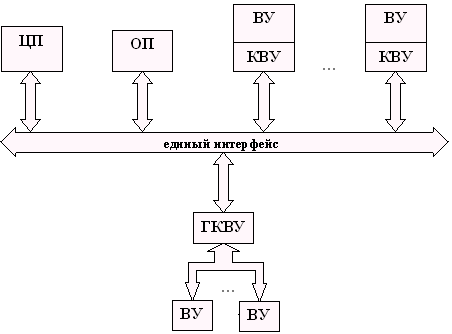 ВУ
ВУ
ЦП
ОП
КВУ
...
КВУ
единый интерфейс
ГКВУ
...
ВУ
ВУ